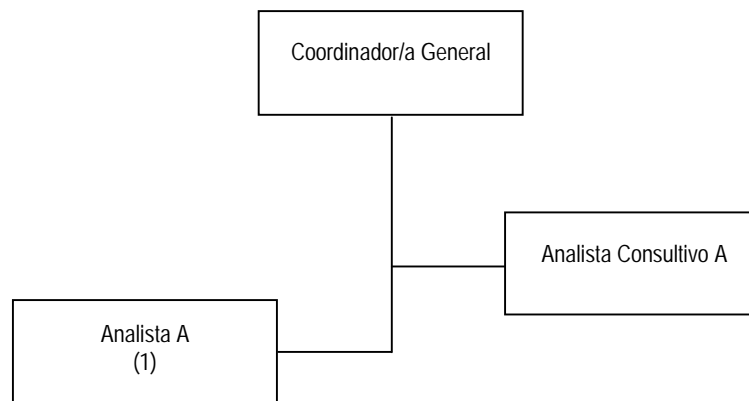 Coordinador/a General
Analista Consultivo A
Analista A
(1)